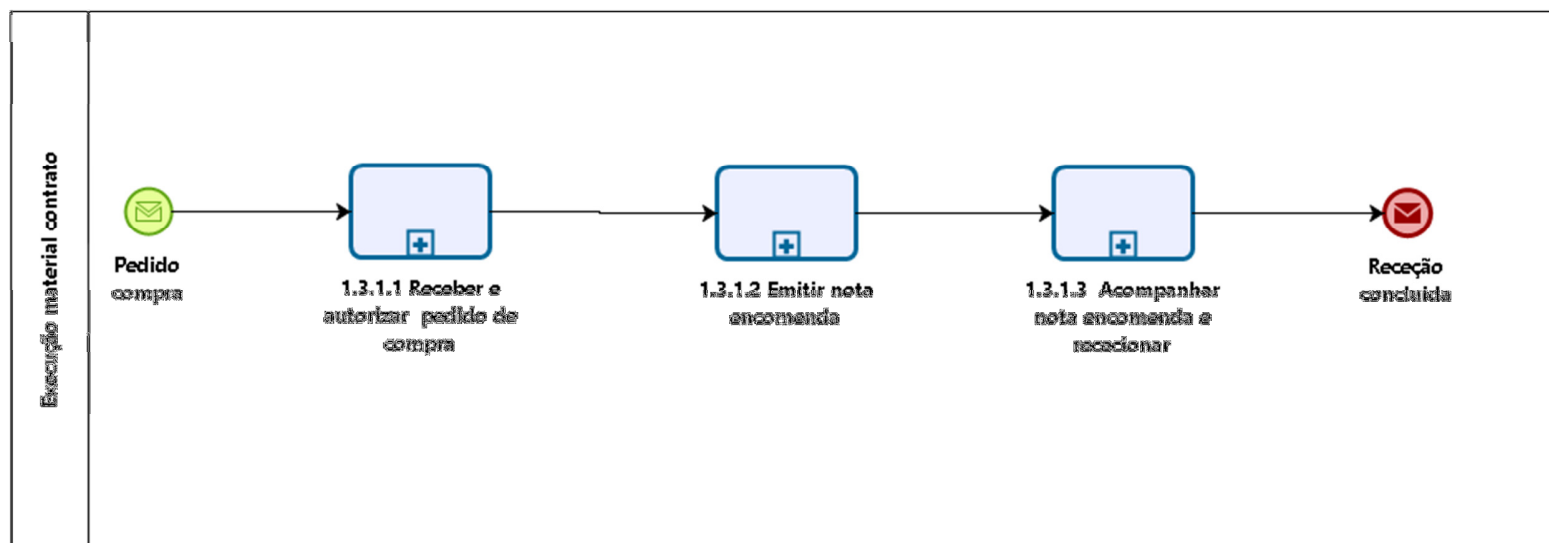 Execução material contrato
Pedido
compra
1.3.1.1 Receber e
autorizar pedido de
compra
1.3.1.2 Emitir nota
encomenda
1.3.1.3 Acompanhar
nota encomenda e
rececionar
Receção
concluida